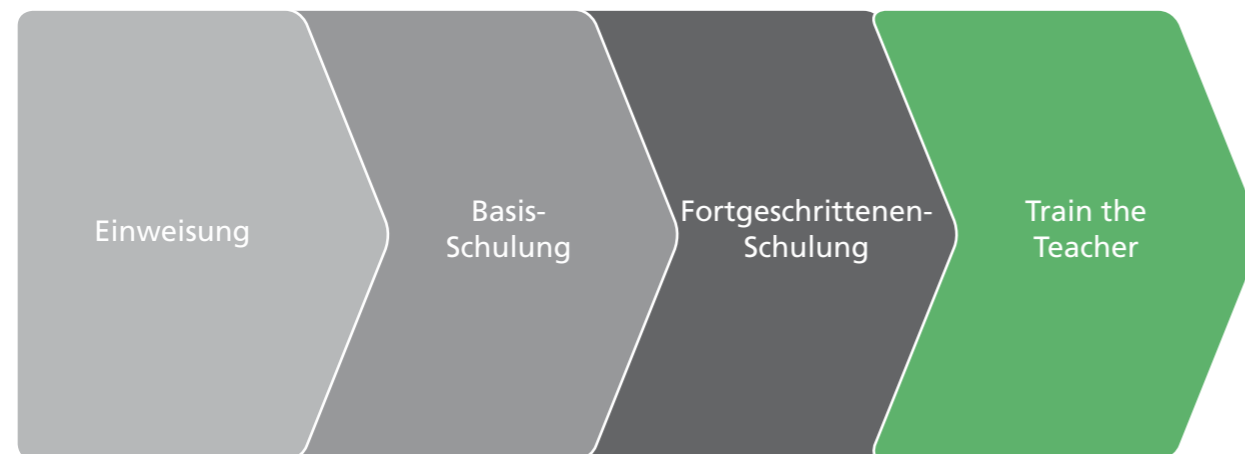 Einweisung
Basis-
Schulung
Fortgeschrittenen-
Schulung
Train the
Teacher